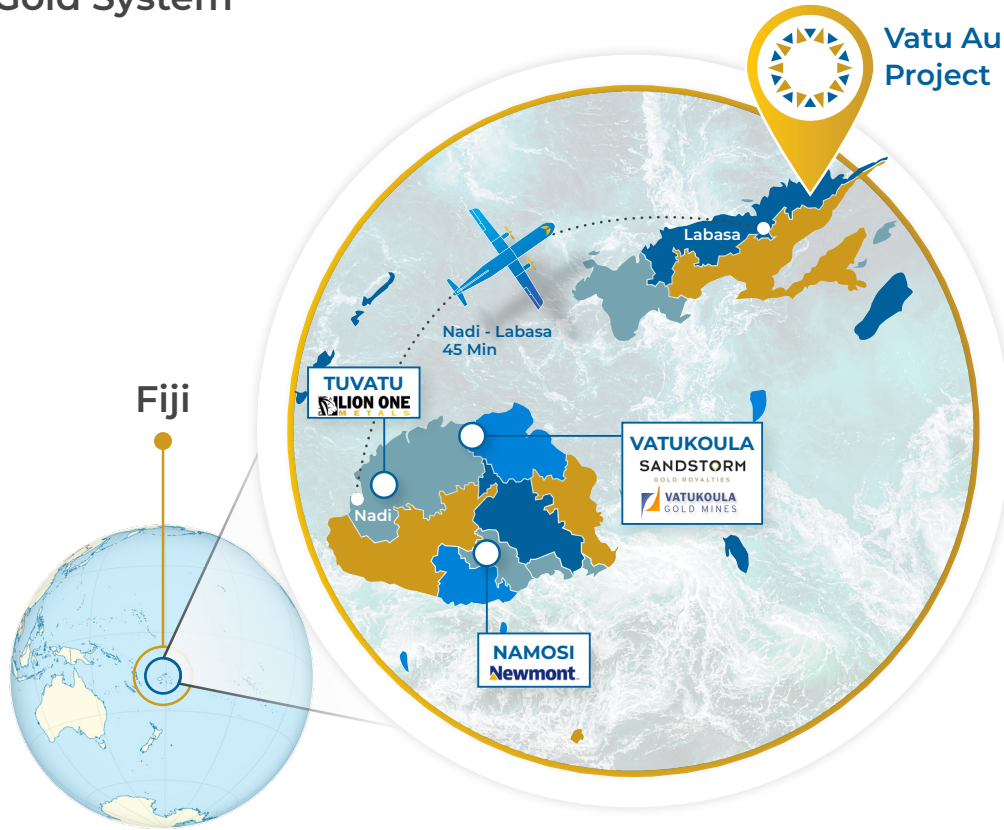 Gold System
Vatu Au
Project
Labasa
Nadi - Labasa
45 Min
TUVATU
LION ONE
METALS
Fiji
VATUKOULA
SANDSTORM
GOLD ROYALTIES
VATUKOULA
GOLD MINES
Nadi
NAMOSI
Newmont